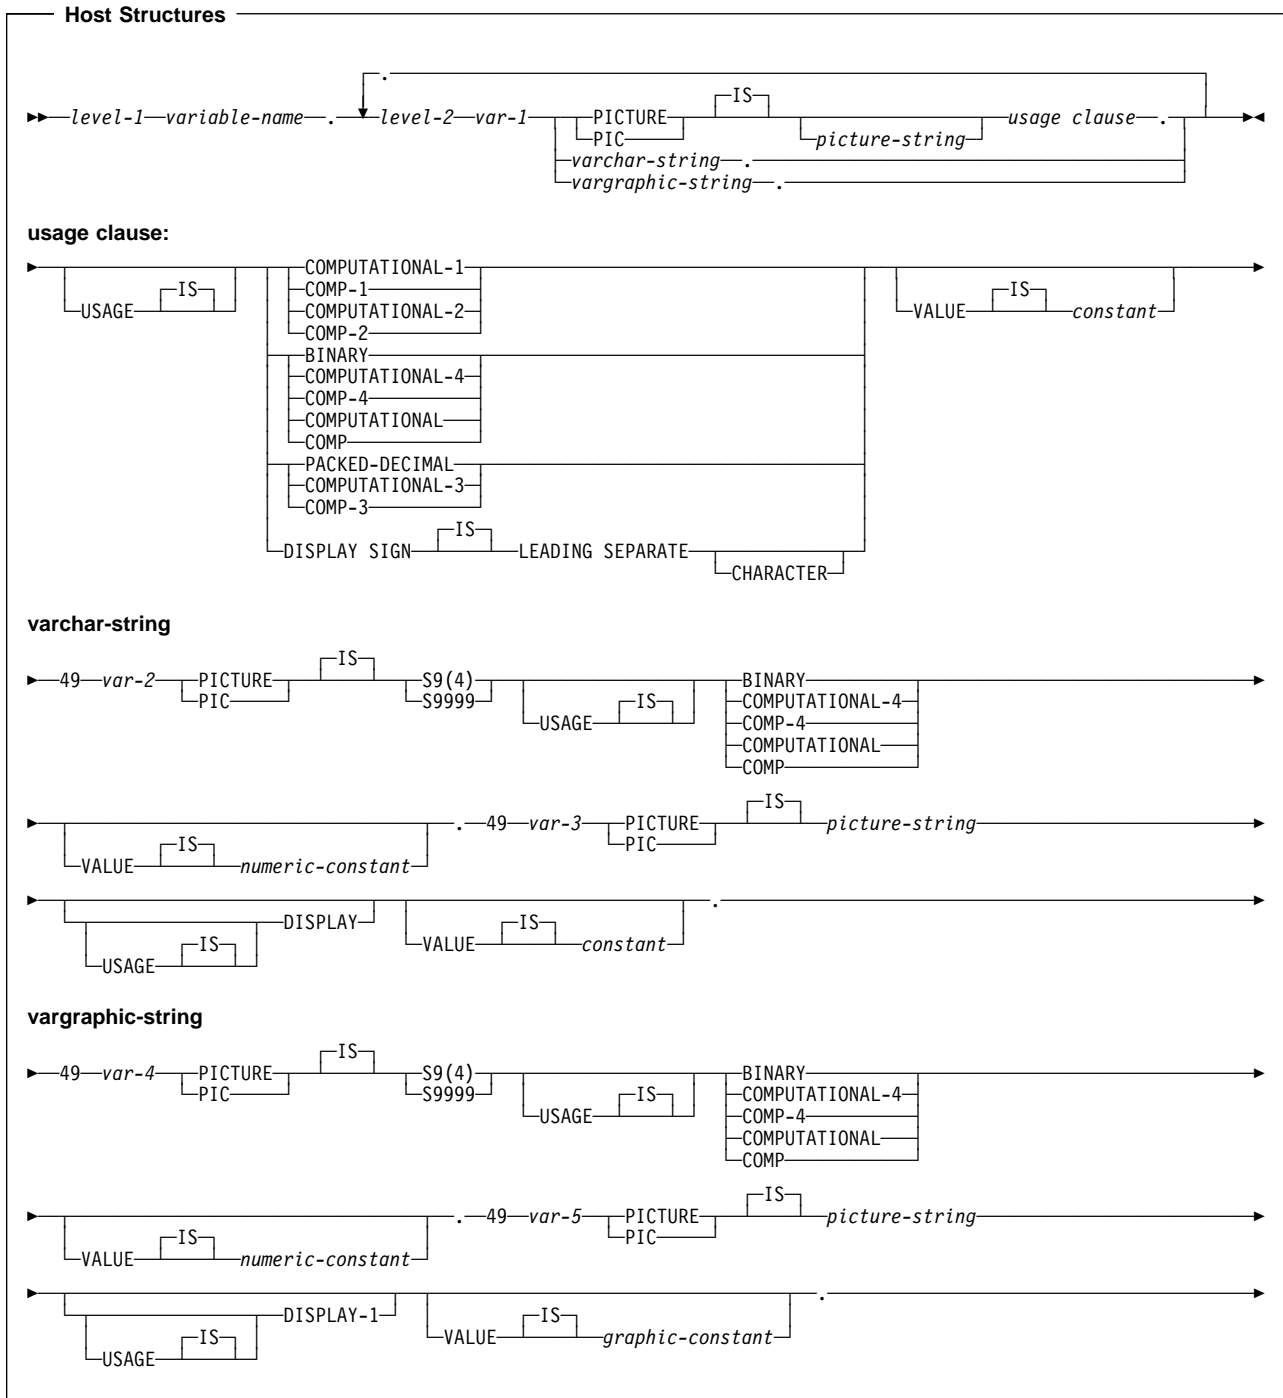 Host Structures
.
IS
level-1 variable-name . level-2 var-1 PICTURE usage clause .
PIC picture-string
varchar-string .
vargraphic-string .
usage clause:
COMPUTATIONAL-1
IS COMP-1 IS
USAGE COMPUTATIONAL-2 VALUE constant
COMP-2
BINARY
COMPUTATIONAL-4
COMP-4
COMPUTATIONAL
COMP
PACKED-DECIMAL
COMPUTATIONAL-3
COMP-3
IS
DISPLAY SIGN LEADING SEPARATE
CHARACTER
varchar-string
IS
49 var-2 PICTURE S9(4) BINARY
PIC S9999 IS COMPUTATIONAL-4
USAGE COMP-4
COMPUTATIONAL
COMP
IS
. 49 var-3 PICTURE picture-string
IS PIC
VALUE numeric-constant
.
DISPLAY IS
IS VALUE constant
USAGE
vargraphic-string
IS
49 var-4 PICTURE S9(4) BINARY
PIC S9999 IS COMPUTATIONAL-4
USAGE COMP-4
COMPUTATIONAL
COMP
IS
. 49 var-5 PICTURE picture-string
IS PIC
VALUE numeric-constant
.
DISPLAY-1 IS
IS VALUE graphic-constant
USAGE